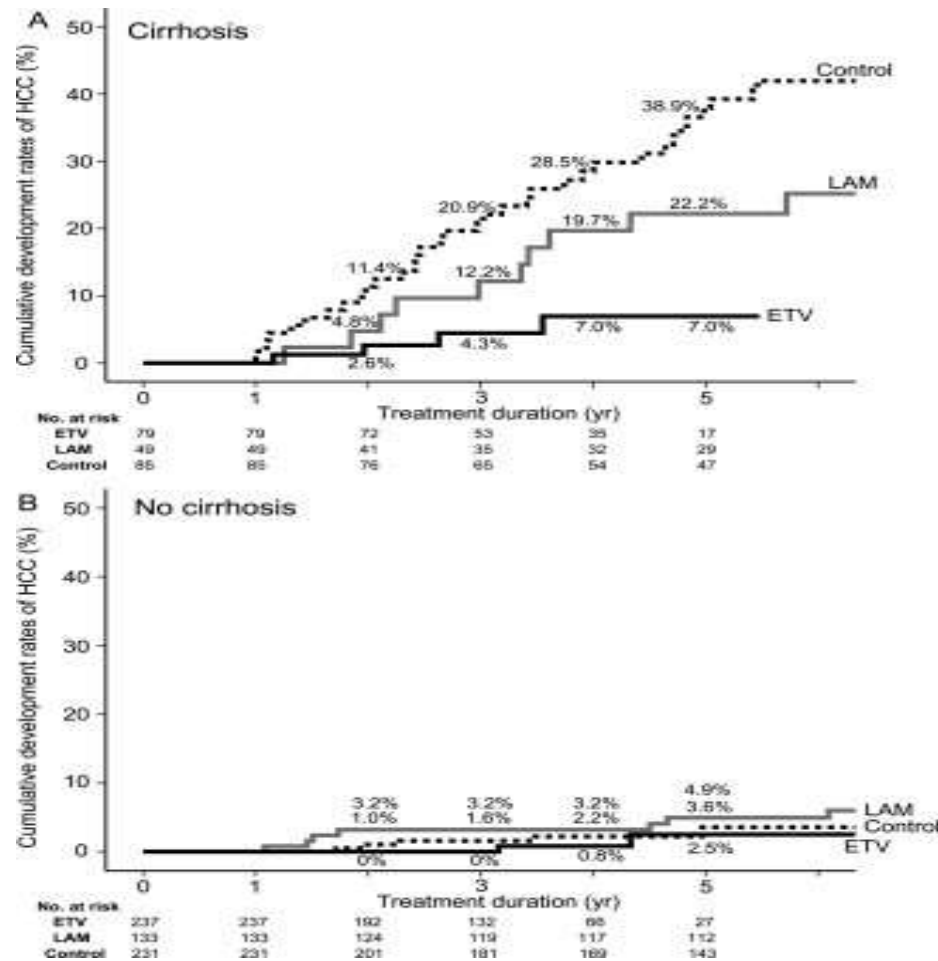 A
Cirrhosis
Cumulative development rates of HCC (%)
50
40
30
20
10
0
Control
38.9%
28.5%
20.9%
11.4%
LAM
22.2%
19.7%
12.2%
4.8%
ETV
7.0%
7.0%
4.3%
2.6%
0 1 3 5
Treatment duration (yr)
No. at risk
ETV 79 79 72 53 35 17
LAM 49 49 41 35 32 29
Control 85 85 76 65 54 47
B
No cirrhosis
Cumulative development rates of HCC (%)
50
40
30
20
10
0
3.2% 3.2% 3.2% 4.9%
1.0% 1.6% 2.2% 3.6%
LAM
Control
ETV
0% 0% 0.8% 2.5%
0 1 3 5
Treatment duration (yr)
No. at risk
ETV 237 237 192 132 66 27
LAM 133 133 124 119 117 112
Control 231 231 201 181 169 143